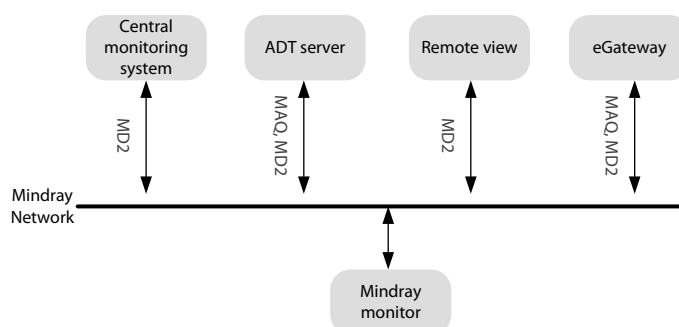 Central
monitoring
system
ADT server
Remote view
eGateway
MD2
MAQ, MD2
MD2
MAQ, MD2
Mindray
Network
Mindray
monitor